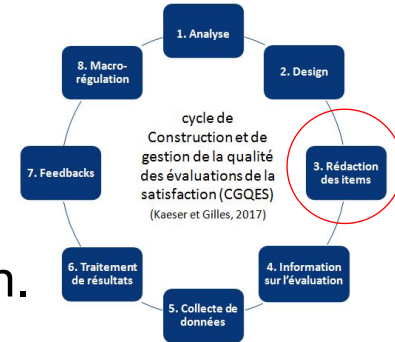 1. Analyse
2. Design
3. Rédaction
des items
4. Information
sur l'évaluation
5. Collecte de
données
6. Traitement
de résultats
7. Feedbacks
8. Macro-
régulation
cycle de
Construction et de
gestion de la qualité
des évaluations de la
satisfaction (CGQES)
(Kaeser et Gilles, 2017)
n.